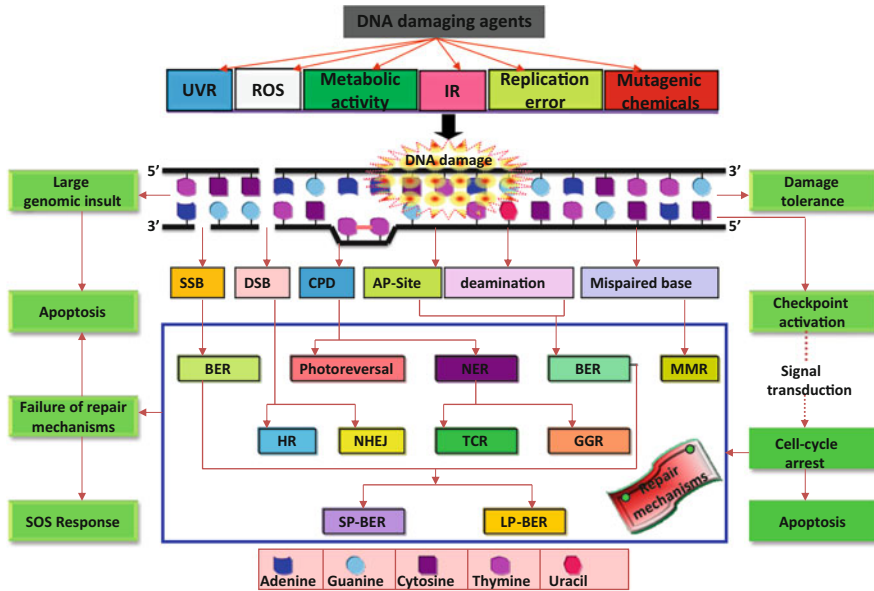 DNA damaging agents
UVR
ROS
Metabolic
activity
IR
Replication
error
Mutagenic
chemicals
DNA damage
5’
3’
3’
5’
Large
genomic insult
Damage
tolerance
SSB
DSB
CPD
AP-Site
deamination
Mispaired base
Apoptosis
Checkpoint
activation
BER
Photoreversal
NER
BER
MMR
Signal
transduction
Failure of repair
mechanisms
HR
NHEJ
TCR
GGR
Cell-cycle
arrest
Repair
mechanisms
SOS Response
SP-BER
LP-BER
Apoptosis
Adenine
Guanine
Cytosine
Thymine
Uracil